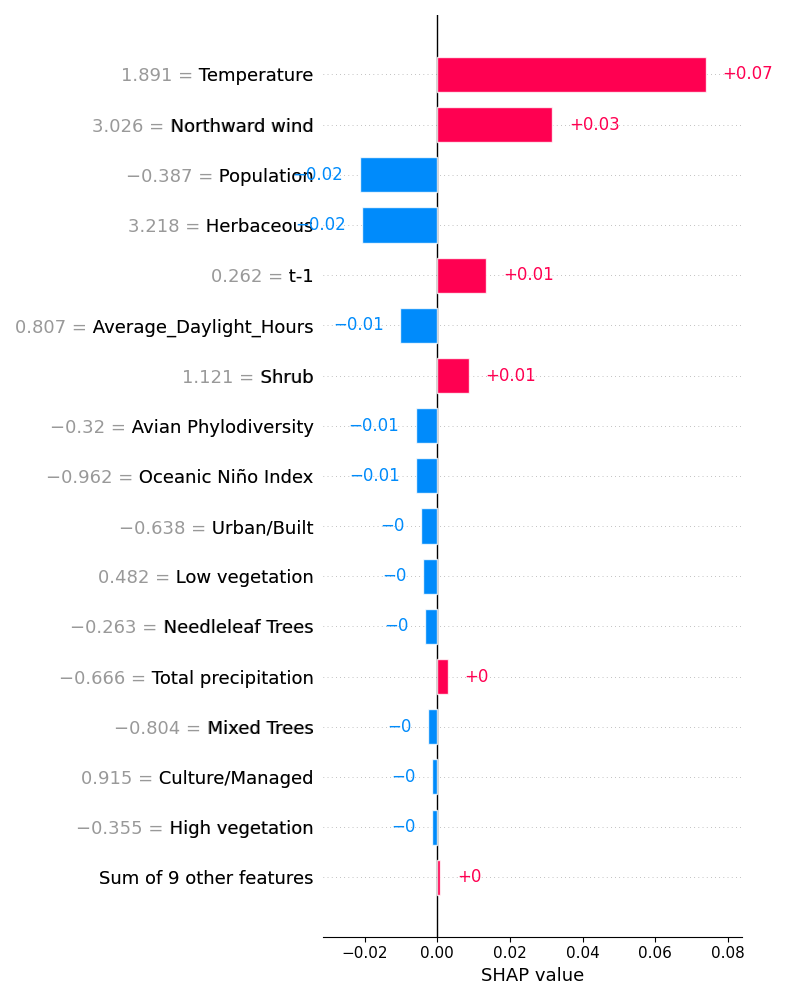 1.891 = Temperature +0.07
3.026 = Northward wind +0.03
−0.387 = Population −0.02
3.218 = Herbaceous −0.02
0.262 = t-1 +0.01
0.807 = Average_Daylight_Hours −0.01
1.121 = Shrub +0.01
−0.32 = Avian Phylodiversity −0.01
−0.962 = Oceanic Niño Index −0.01
−0.638 = Urban/Built −0
0.482 = Low vegetation −0
−0.263 = Needleleaf Trees −0
−0.666 = Total precipitation +0
−0.804 = Mixed Trees −0
0.915 = Culture/Managed −0
−0.355 = High vegetation −0
Sum of 9 other features +0
−0.02 0.00 0.02 0.04 0.06 0.08
SHAP value